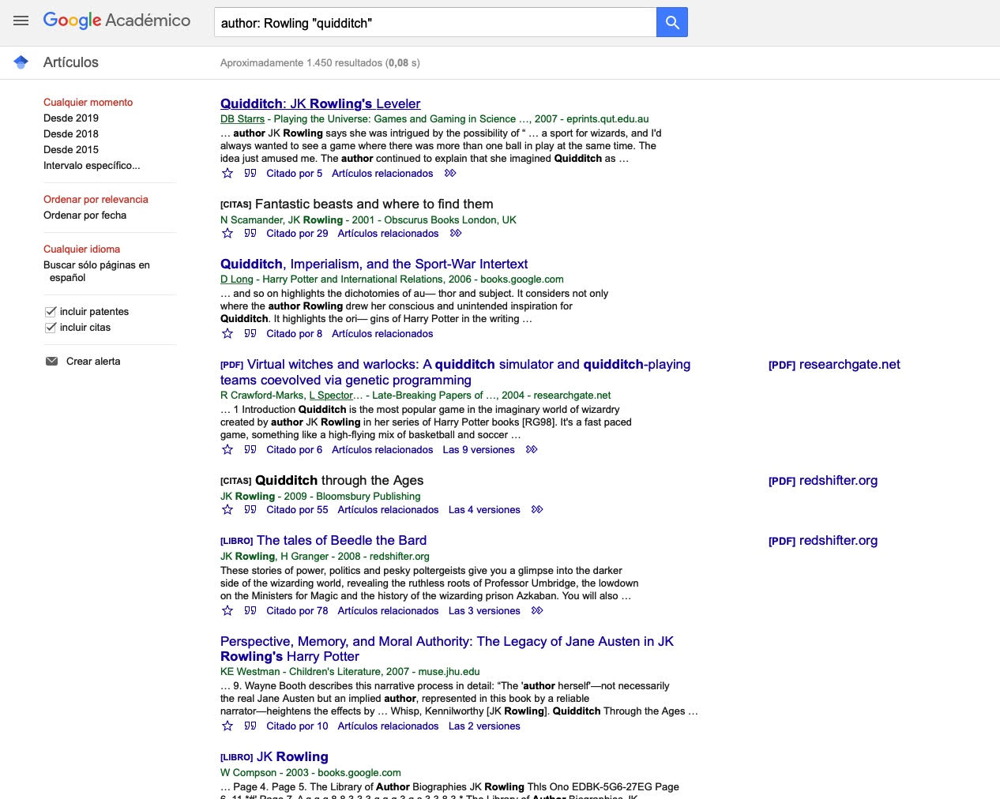 Google Académico
author: Rowling "quidditch"
Artículos
Aproximadamente 1.450 resultados (0,08 s)
Cualquier momento
Desde 2019
Desde 2018
Desde 2015
Intervalo específico...
Ordenar por relevancia
Ordenar por fecha
Cualquier idioma
Buscar sólo páginas en
español
incluir patentes
incluir citas
Crear alerta
Quidditch: JK Rowling's Leveler
DB Starrs - Playing the Universe: Games and Gaming in Science …, 2007 - eprints.qut.edu.au
… author JK Rowling says she was intrigued by the possibility of “ … a sport for wizards, and I'd
always wanted to see a game where there was more than one ball in play at the same time. The
idea just amused me. The author continued to explain that she imagined Quidditch as …
Citado por 5 Artículos relacionados
[CITAS] Fantastic beasts and where to find them
N Scamander, JK Rowling - 2001 - Obscurus Books London, UK
Citado por 29 Artículos relacionados
Quidditch, Imperialism, and the Sport-War Intertext
D Long - Harry Potter and International Relations, 2006 - books.google.com
… and so on highlights the dichotomies of au— thor and subject. It considers not only
where the author Rowling drew her conscious and unintended inspiration for
Quidditch. It highlights the ori— gins of Harry Potter in the writing …
Citado por 8 Artículos relacionados
[PDF] Virtual witches and warlocks: A quidditch simulator and quidditch-playing
teams coevolved via genetic programming
[PDF] researchgate.net
R Crawford-Marks, L Spector… - Late-Breaking Papers of …, 2004 - researchgate.net
… 1 Introduction Quidditch is the most popular game in the imaginary world of wizardry
created by author JK Rowling in her series of Harry Potter books [RG98]. It's a fast paced
game, something like a high-flying mix of basketball and soccer …
Citado por 6 Artículos relacionados Las 9 versiones
[CITAS] Quidditch through the Ages
[PDF] redshifter.org
JK Rowling - 2009 - Bloomsbury Publishing
Citado por 55 Artículos relacionados Las 4 versiones
[LIBRO] The tales of Beedle the Bard
[PDF] redshifter.org
JK Rowling, H Granger - 2008 - redshifter.org
These stories of power, politics and pesky poltergeists give you a glimpse into the darker
side of the wizarding world, revealing the ruthless roots of Professor Umbridge, the lowdown
on the Ministers for Magic and the history of the wizarding prison Azkaban. You will also …
Citado por 78 Artículos relacionados Las 3 versiones
Perspective, Memory, and Moral Authority: The Legacy of Jane Austen in JK
Rowling's Harry Potter
KE Westman - Children's Literature, 2007 - muse.jhu.edu
… 9. Wayne Booth describes this narrative process in detail: “The 'author herself'—not necessarily
the real Jane Austen but an implied author, represented in this book by a reliable
narrator—heightens the effects by … Whisp, Kennilworthy [JK Rowling]. Quidditch Through the Ages …
Citado por 10 Artículos relacionados Las 2 versiones
[LIBRO] JK Rowling
W Compson - 2003 - books.google.com
… Page 4. Page 5. The Library of Author Biographies JK Rowling Thls Ono EDBK-5G6-27EG Page